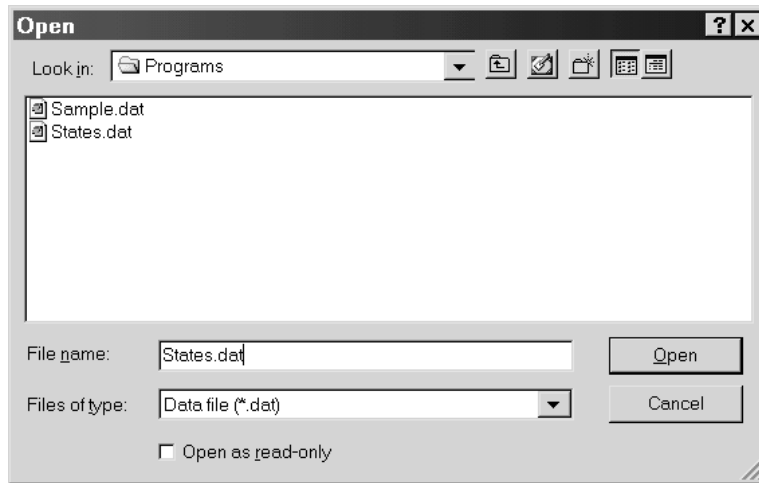 Open
Look in: Programs
Sample.dat
States.dat
File name: States.dat Open
Files of type: Data file (*.dat) Cancel
Open as read-only